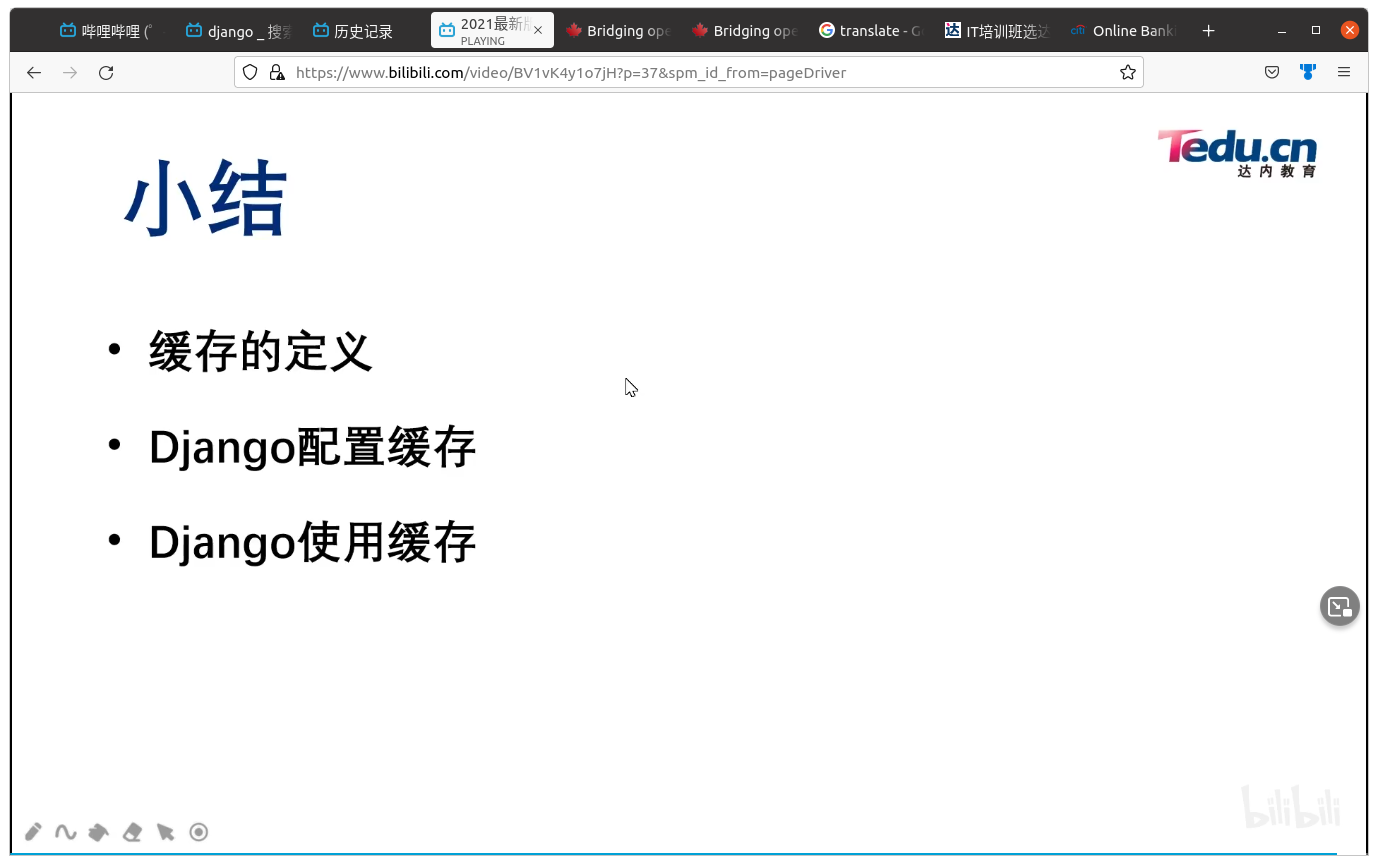 哔哩哔哩 (
django _ 搜索
历史记录
2021最新版
PLAYING
Bridging ope
Bridging ope
translate - G
IT培训班选达
Online Bank
https://www.bilibili.com/video/BV1vK4y1o7jH?p=37&spm_id_from=pageDriver
Tedu.cn
达内教育
小结
• 缓存的定义
• Django配置缓存
• Django使用缓存
bilibili